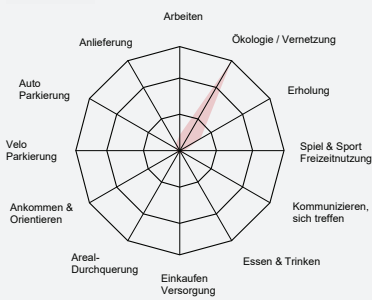 Arbeiten
Ökologie / Vernetzung
Erholung
Spiel & Sport
Freizeitnutzung
Kommunizieren,
sich treffen
Essen & Trinken
Einkaufen
Versorgung
Areal-
Durchquerung
Ankommen &
Orientieren
Velo
Parkierung
Auto
Parkierung
Anlieferung